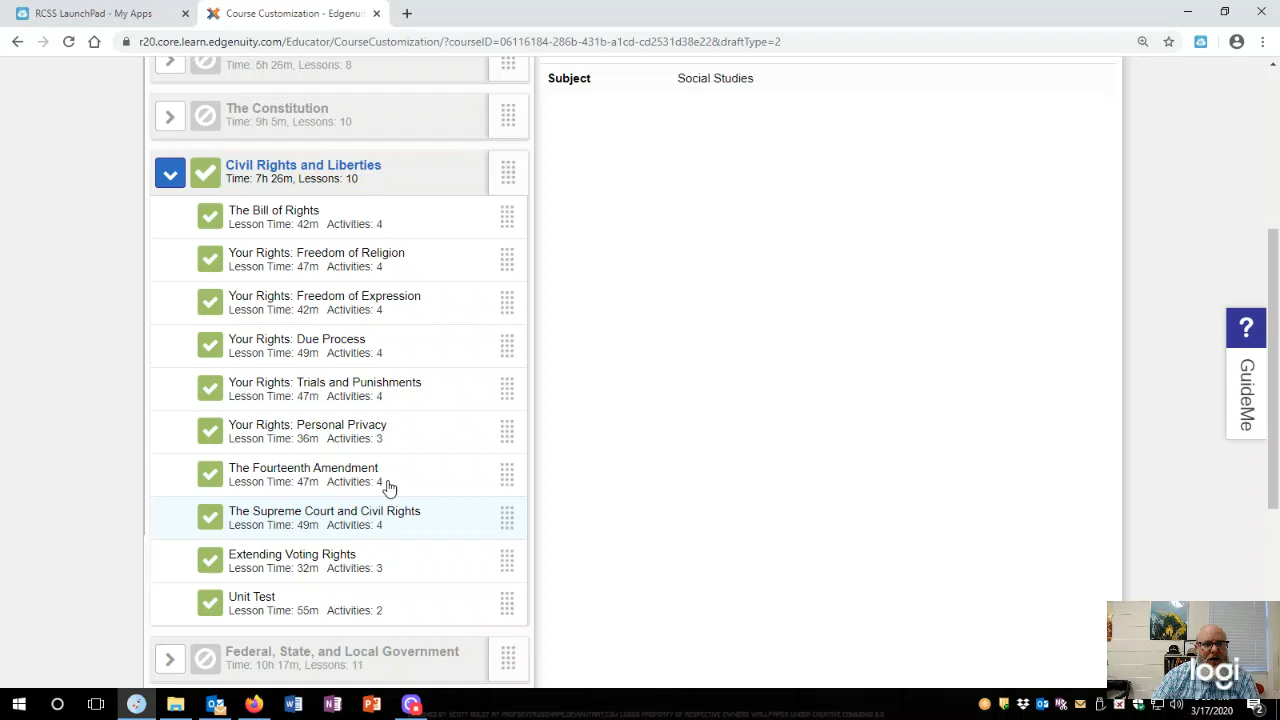 RCSS LaunchPad - My Apps
Course Customization - Edgenui
r20.core.learn.edgenuity.com/Educator/CourseCustomization/?courseID=06116184-286b-431b-a1cd-cd2531d38e22&draftType=2
Time: 5h 26m, Lessons: 8
Subject Social Studies
The Constitution
Time: 9h 5m, Lessons: 10
Civil Rights and Liberties
Time: 7h 26m, Lessons: 10
The Bill of Rights
Lesson Time: 42m Activities: 4
Your Rights: Freedom of Religion
Lesson Time: 47m Activities: 4
Your Rights: Freedom of Expression
Lesson Time: 42m Activities: 4
Your Rights: Due Process
Lesson Time: 49m Activities: 4
Your Rights: Trials and Punishments
Lesson Time: 47m Activities: 4
Your Rights: Personal Privacy
Lesson Time: 36m Activities: 3
The Fourteenth Amendment
Lesson Time: 47m Activities: 4
The Supreme Court and Civil Rights
Lesson Time: 49m Activities: 4
Extending Voting Rights
Lesson Time: 32m Activities: 3
Unit Test
Lesson Time: 55m Activities: 2
Federal, State, and Local Government
Time: 10h 17m, Lessons: 11
?
GuideMe
logi
3/17/2020